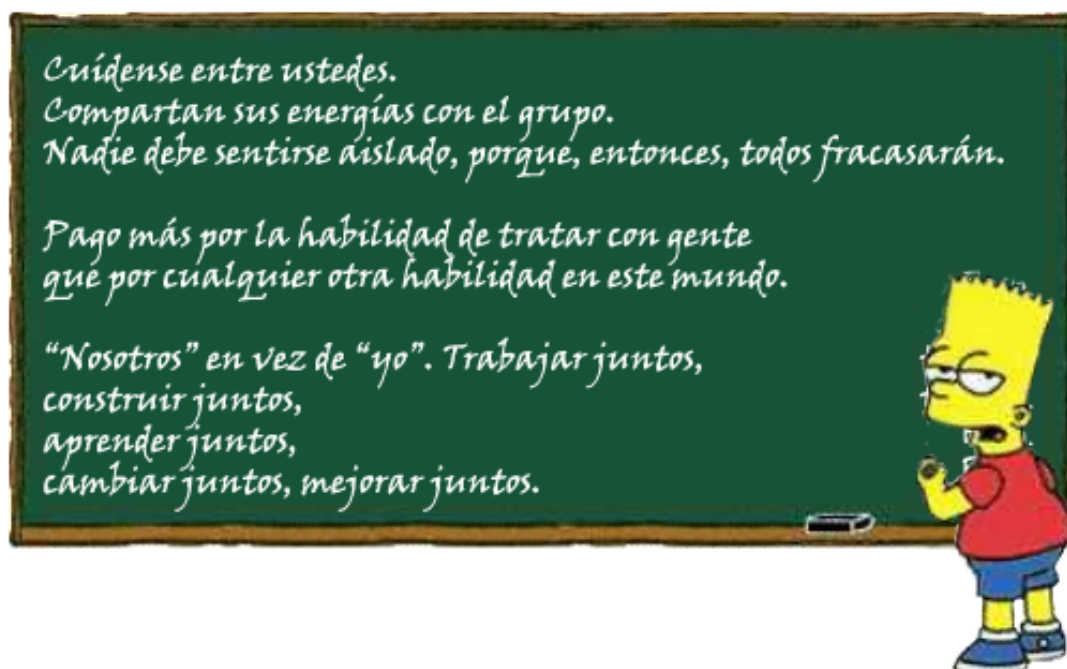 Cuídense entre ustedes.
Compartan sus energías con el grupo.
Nadie debe sentirse aislado, porque, entonces, todos fracasarán.
Pago más por la habilidad de tratar con gente
que por cualquier otra habilidad en este mundo.
“Nosotros” en vez de “yo”. Trabajar juntos,
construir juntos,
aprender juntos,
cambiar juntos, mejorar juntos.